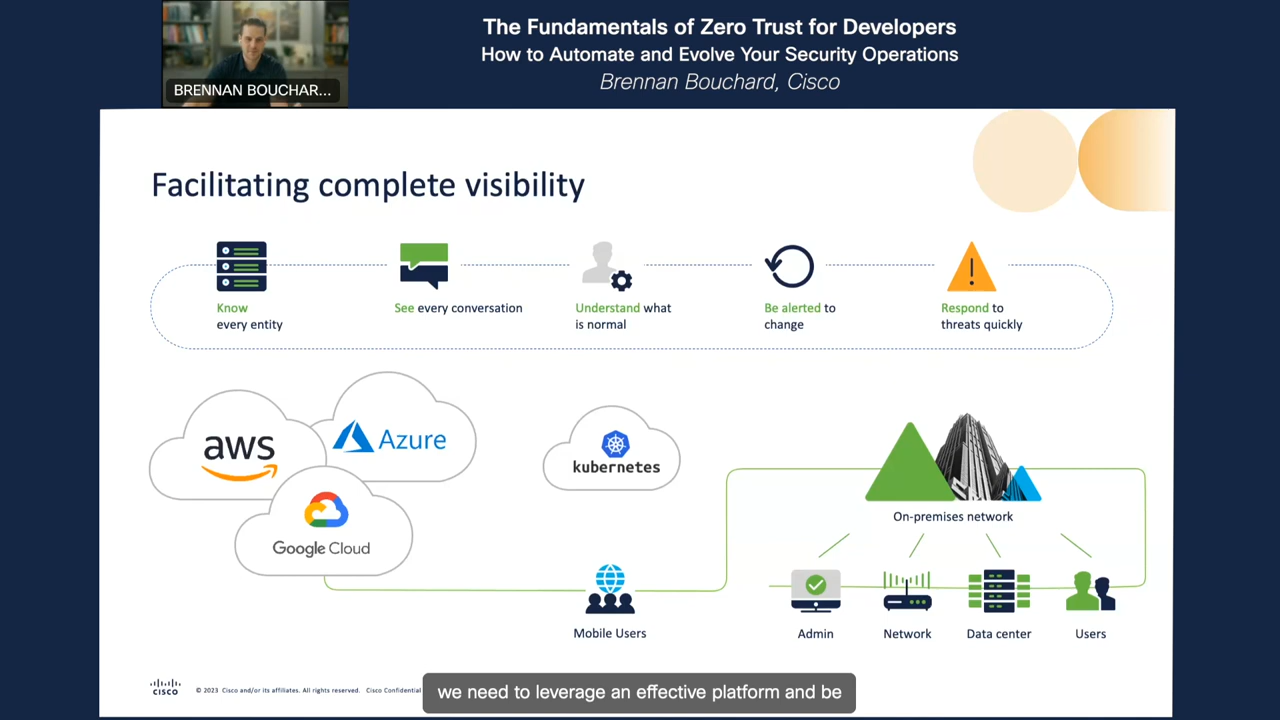 The Fundamentals of Zero Trust for Developers
How to Automate and Evolve Your Security Operations
Brennan Bouchard, Cisco
BRENNAN BOUCHAR...
Facilitating complete visibility
Know
every entity
See every conversation
Understand what
is normal
Be alerted to
change
Respond to
threats quickly
aws
Azure
Google Cloud
kubernetes
On-premises network
Mobile Users
Admin
Network
Data center
Users
CISCO
© 2023 Cisco and/or its affiliates. All rights reserved. Cisco Confidential
we need to leverage an effective platform and be